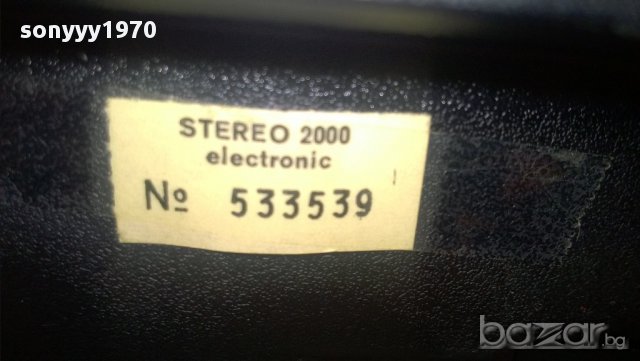 sonyyy1970
STEREO 2000
electronic
№ 533539
bazar.bg